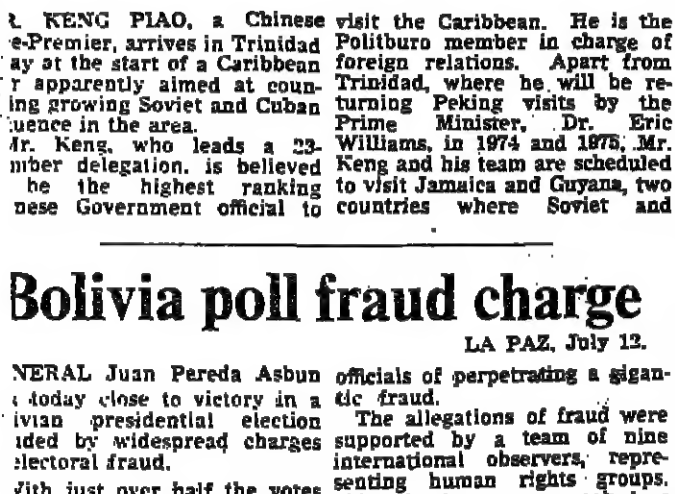 KENG PIAO, a Chinese
e-Premier, arrives in Trinidad
ay at the start of a Caribbean
r apparently aimed at coun-
ing growing Soviet and Cuban
uence in the area.
Mr. Keng, who leads a 23-
mber delegation, is believed
he the highest ranking
nese Government official to
visit the Caribbean. He is the
Politburo member in charge of
foreign relations. Apart from
Trinidad, where he will be re-
turning Peking visits by the
Prime Minister, Dr. Eric
Williams, in 1974 and 1975, Mr.
Keng and his team are scheduled
to visit Jamaica and Guyana, two
countries where Soviet and
Bolivia poll fraud charge
LA PAZ, July 12.
NERAL Juan Pereda Asbun
today close to victory in a
ivian presidential election
ded by widespread charges
electoral fraud.
With just over half the votes
officials of perpetrating a gigan-
tic fraud.
The allegations of fraud were
supported by a team of nine
international observers, repre-
senting human rights groups.